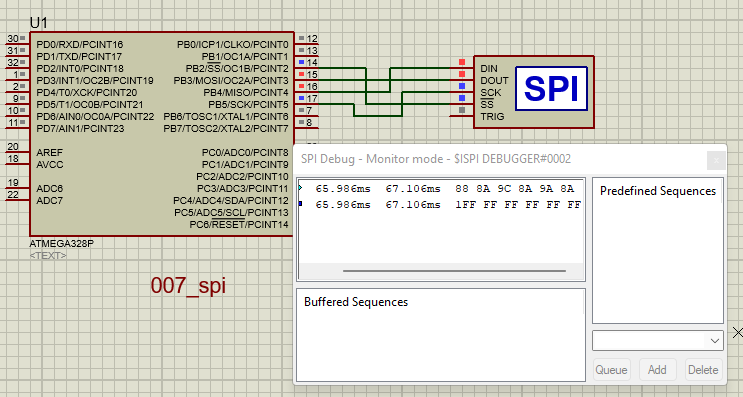 U1
30 PD0/RXD/PCINT16 PB0/ICP1/CLKO/PCINT0 12
31 PD1/TXD/PCINT17 PB1/OC1A/PCINT1 13
32 PD2/INT0/PCINT18 PB2/SS/OC1B/PCINT2 14
1 PD3/INT1/OC2B/PCINT19 PB3/MOSI/OC2A/PCINT3 15
2 PD4/T0/XCK/PCINT20 PB4/MISO/PCINT4 16
9 PD5/T1/OC0B/PCINT21 PB5/SCK/PCINT5 17
10 PD6/AIN0/OC0A/PCINT22 PB6/TOSC1/XTAL1/PCINT6 7
11 PD7/AIN1/PCINT23 PB7/TOSC2/XTAL2/PCINT7 8
20 AREF PC0/ADC0/PCINT8
18 AVCC PC1/ADC1/PCINT9
PC2/ADC2/PCINT10
19 ADC6 PC3/ADC3/PCINT11
22 ADC7 PC4/ADC4/SDA/PCINT12
PC5/ADC5/SCL/PCINT13
PC6/RESET/PCINT14
ATMEGA328P
<TEXT>
007_spi
DIN
DOUT
SCK
SS
TRIG
SPI
SPI Debug - Monitor mode - $ISPI DEBUGGER#0002
65.986ms 67.106ms 88 8A 9C 8A 9A 8A
65.986ms 67.106ms 1FF FF FF FF FF FF
Predefined Sequences
Buffered Sequences
Queue Add Delete